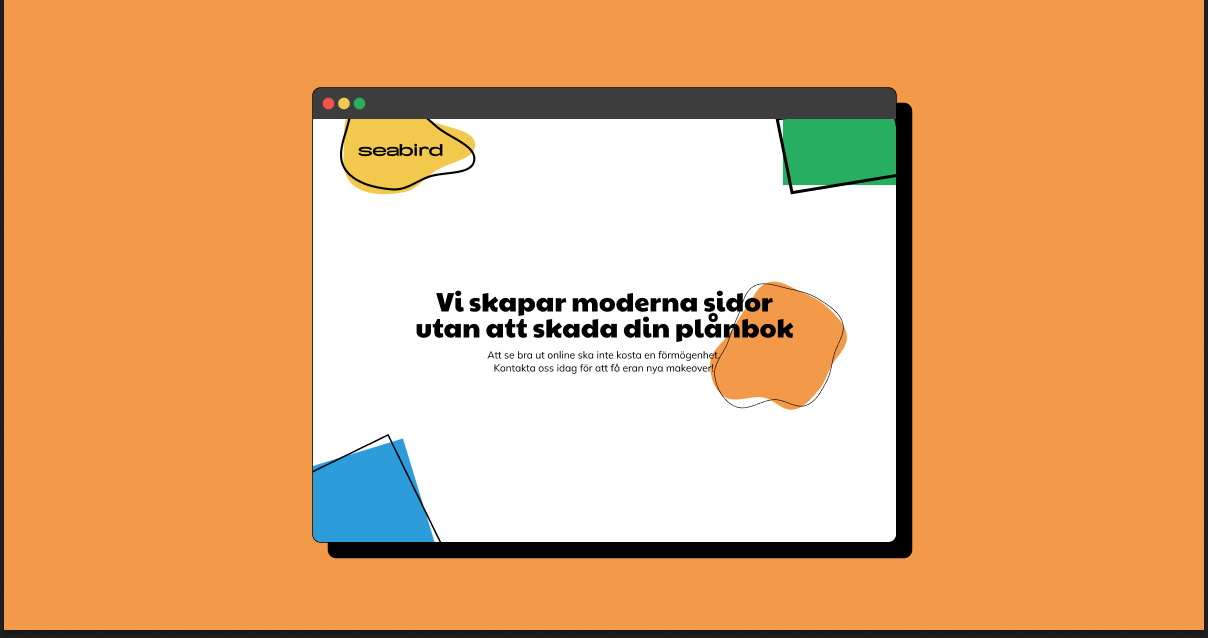 seabird
Vi skapar moderna sidor
utan att skada din plånbok
Att se bra ut online ska inte kosta en förmögenhet.
Kontakta oss idag för att få eran nya makeover!